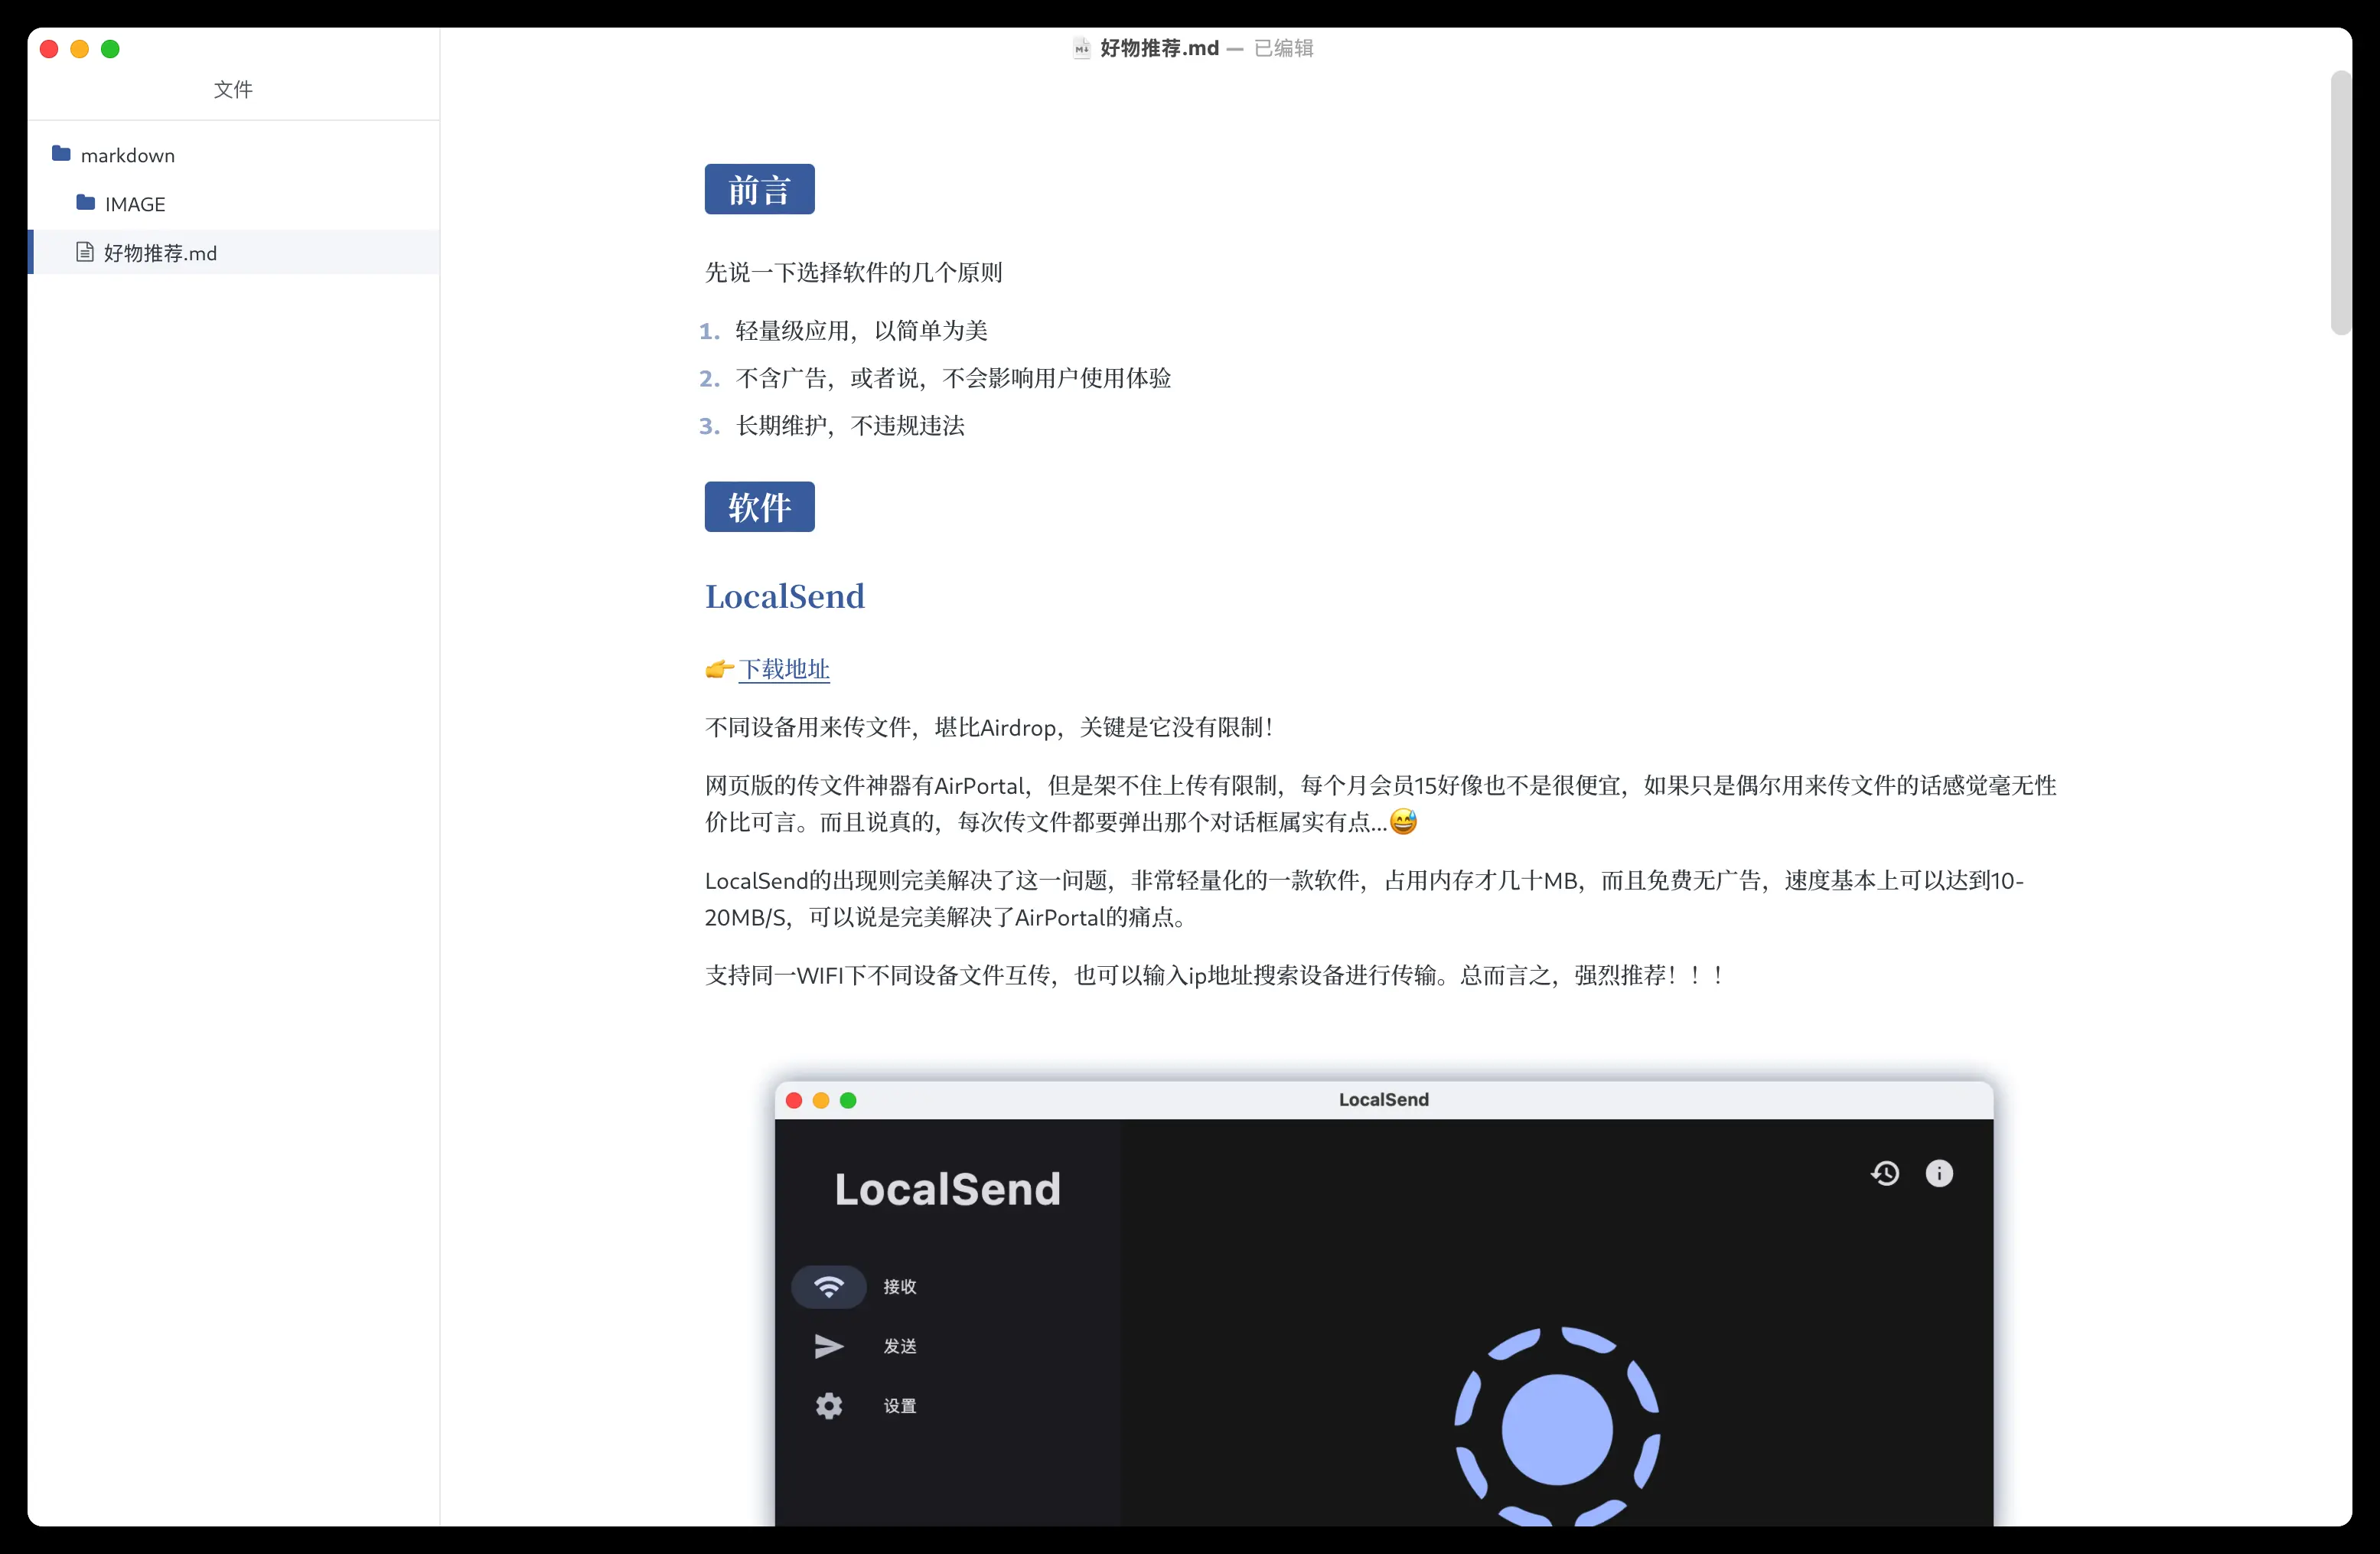 好物推荐.md — 已编辑
文件
markdown
IMAGE
好物推荐.md
前言
先说一下选择软件的几个原则
1. 轻量级应用，以简单为美
2. 不含广告，或者说，不会影响用户使用体验
3. 长期维护，不违规违法
软件
LocalSend
👉下载地址
不同设备用来传文件，堪比Airdrop，关键是它没有限制！
网页版的传文件神器有AirPortal，但是架不住上传有限制，每个月会员15好像也不是很便宜，如果只是偶尔用来传文件的话感觉毫无性
价比可言。而且说真的，每次传文件都要弹出那个对话框属实有点...😅
LocalSend的出现则完美解决了这一问题，非常轻量化的一款软件，占用内存才几十MB，而且免费无广告，速度基本上可以达到10-
20MB/S，可以说是完美解决了AirPortal的痛点。
支持同一WIFI下不同设备文件互传，也可以输入ip地址搜索设备进行传输。总而言之，强烈推荐！！！
LocalSend
LocalSend
接收
发送
设置